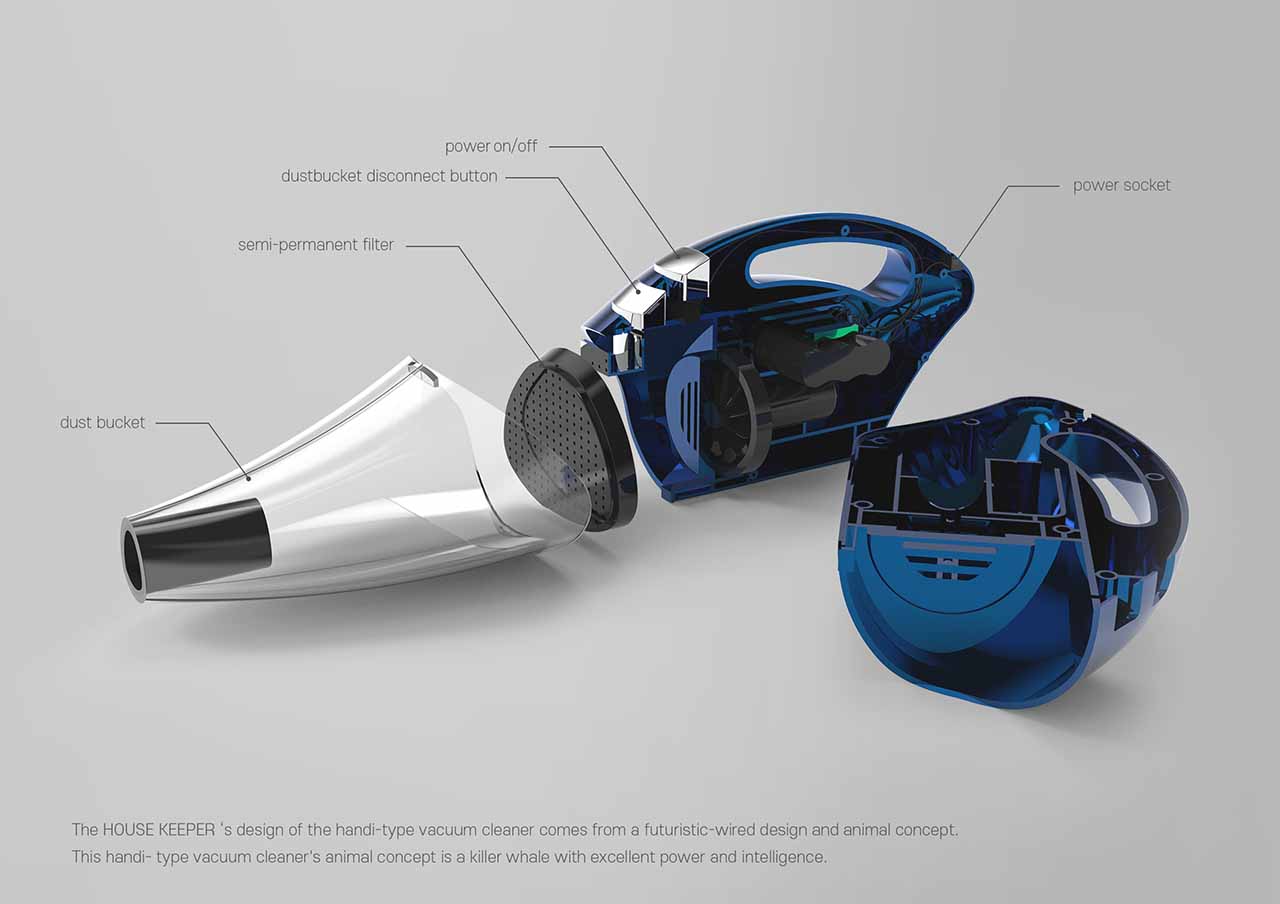 power on/off
dustbucket disconnect button
power socket
semi-permanent filter
dust bucket
The HOUSE KEEPER ‘s design of the handi-type vacuum cleaner comes from a futuristic-wired design and animal concept.
This handi- type vacuum cleaner's animal concept is a killer whale with excellent power and intelligence.